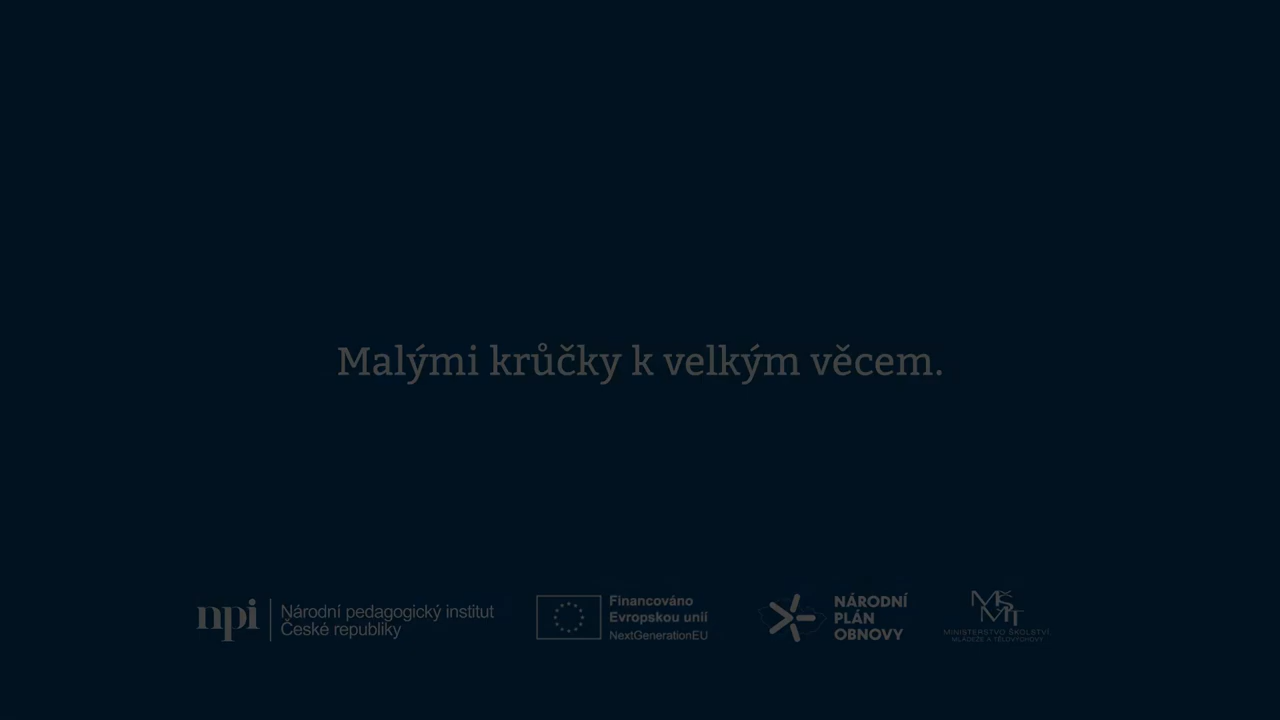 Malými krůčky k velkým věcem.
npi
Národní pedagogický institut
České republiky
Financováno
Evropskou unií
NextGenerationEU
NÁRODNÍ
PLÁN
OBNOVY
MŠMT
MINISTERSTVO ŠKOLSTVÍ,
MLÁDEŽE A TĚLOVÝCHOVY